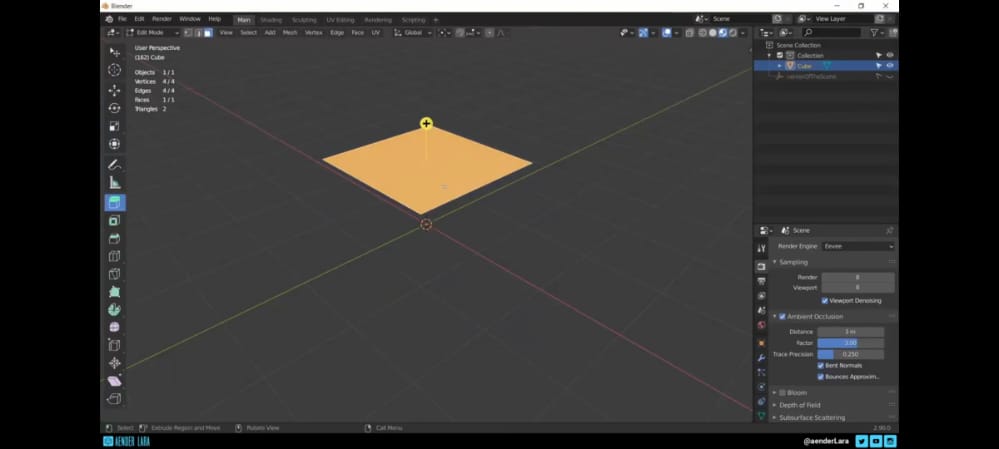 Blender
File Edit Render Window Help Main Shading Sculpting UV Editing Rendering Scripting + Scene View Layer
Edit Mode View Select Add Mesh Vertex Edge Face UV Global
User Perspective
(162) Cube
Objects 1/1
Vertices 4/4
Edges 4/4
Faces 1/1
Triangles 2
Scene Collection
Collection
Cube
centerOfTheScene
Scene
Render Engine Eevee
Sampling
Render 8
Viewport 8
Viewport Denoising
Ambient Occlusion
Distance 3 m
Factor 3.00
Trace Precision 0.250
Bent Normals
Bounces Approxim...
Bloom
Depth of Field
Subsurface Scattering
Select Extrude Region and Move Rotate View Call Menu 2.90.0
AENDER LARA @aenderLara